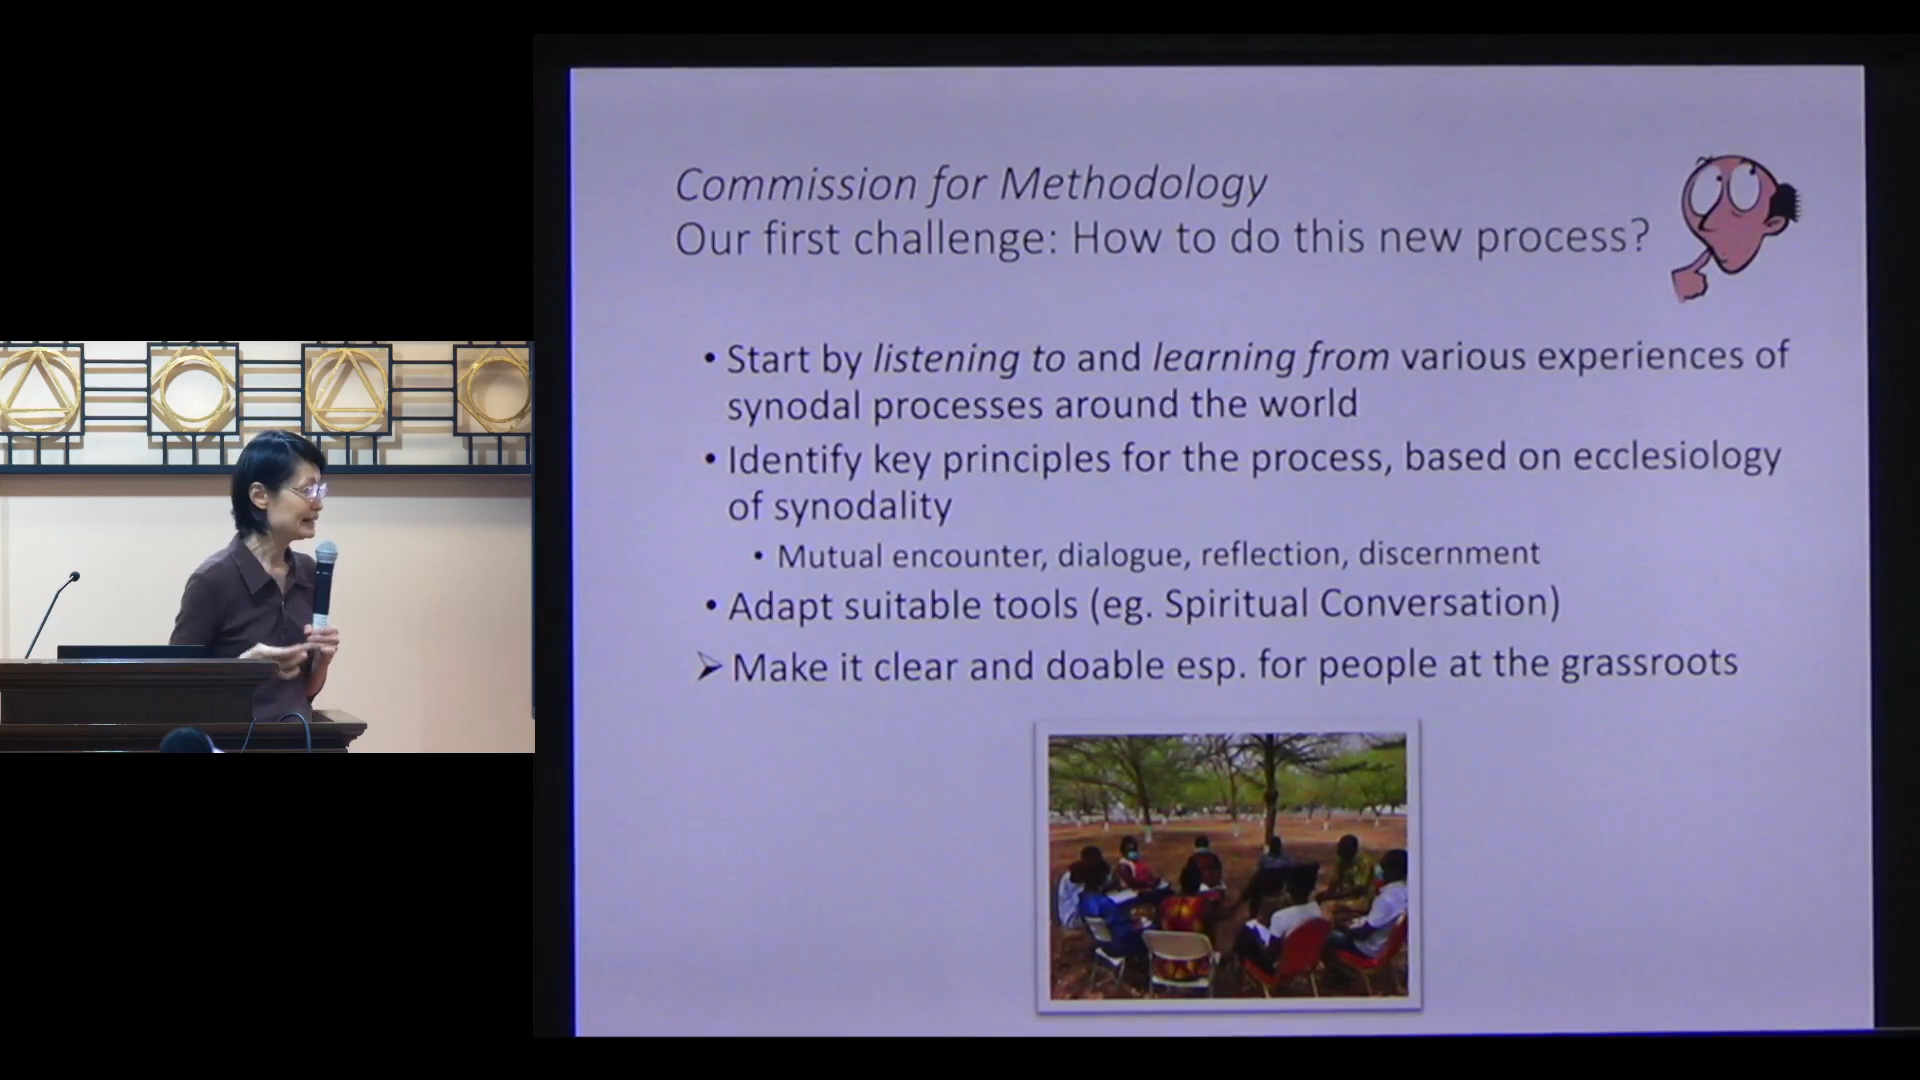 Commission for Methodology
Our first challenge: How to do this new process?
• Start by listening to and learning from various experiences of
synodal processes around the world
• Identify key principles for the process, based on ecclesiology
of synodality
• Mutual encounter, dialogue, reflection, discernment
• Adapt suitable tools (eg. Spiritual Conversation)
➢ Make it clear and doable esp. for people at the grassroots